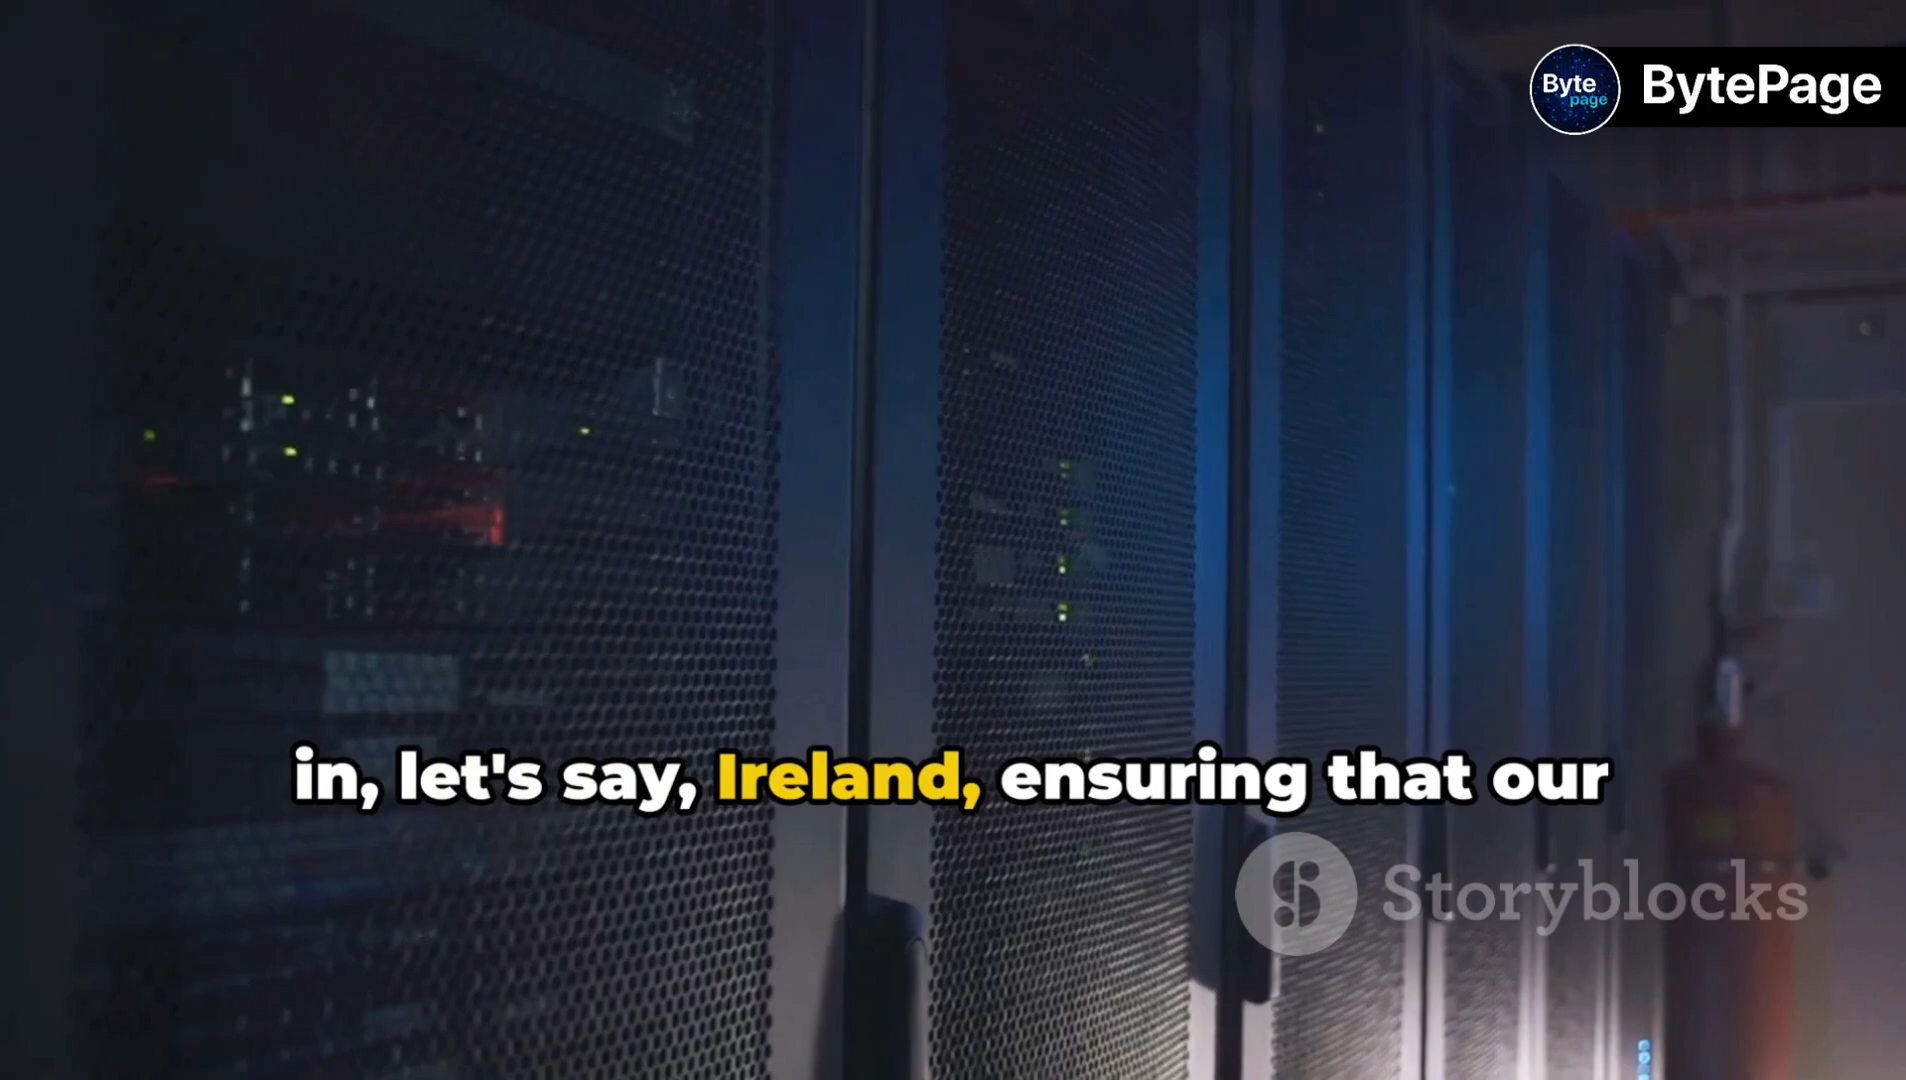 Byte
page
BytePage
in, let's say, Ireland, ensuring that our
Storyblocks